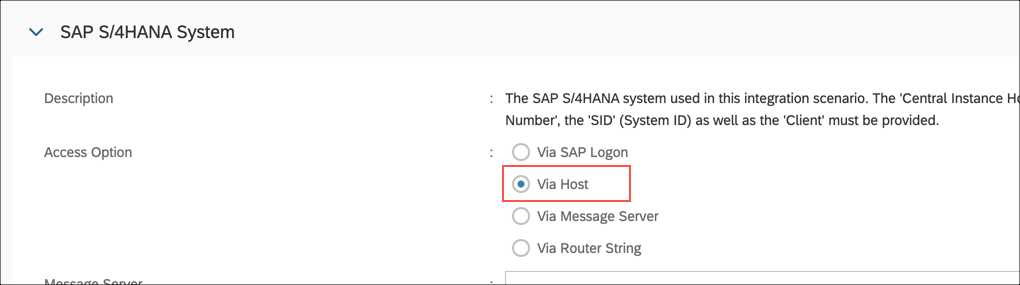 SAP S/4HANA System
Description : The SAP S/4HANA system used in this integration scenario. The 'Central Instance
Number', the 'SID' (System ID) as well as the 'Client' must be provided.
Access Option : Via SAP Logon
Via Host
Via Message Server
Via Router String
Message Server :